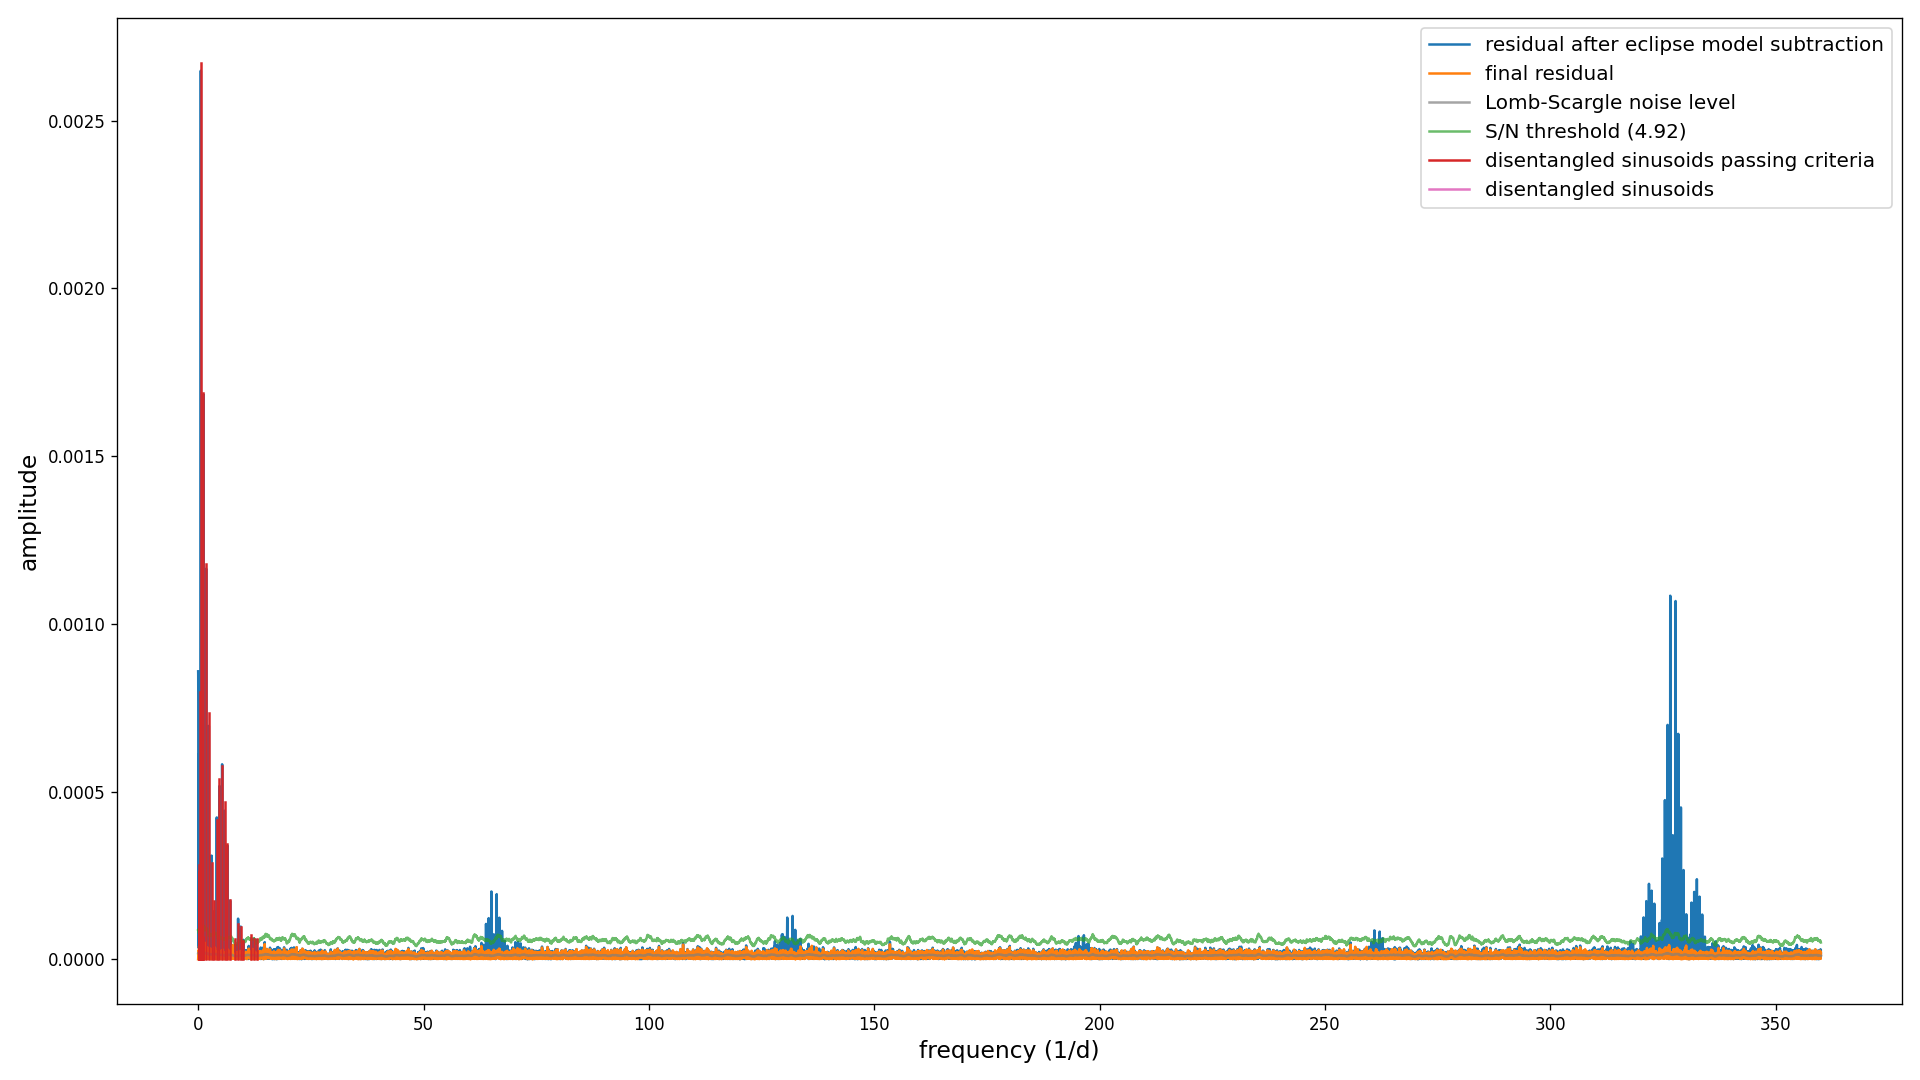 residual after eclipse model subtraction
final residual
Lomb-Scargle noise level
S/N threshold (4.92)
disentangled sinusoids passing criteria
disentangled sinusoids
0.0025
0.0020
0.0015
0.0010
0.0005
0.0000
amplitude
0 50 100 150 200 250 300 350
frequency (1/d)